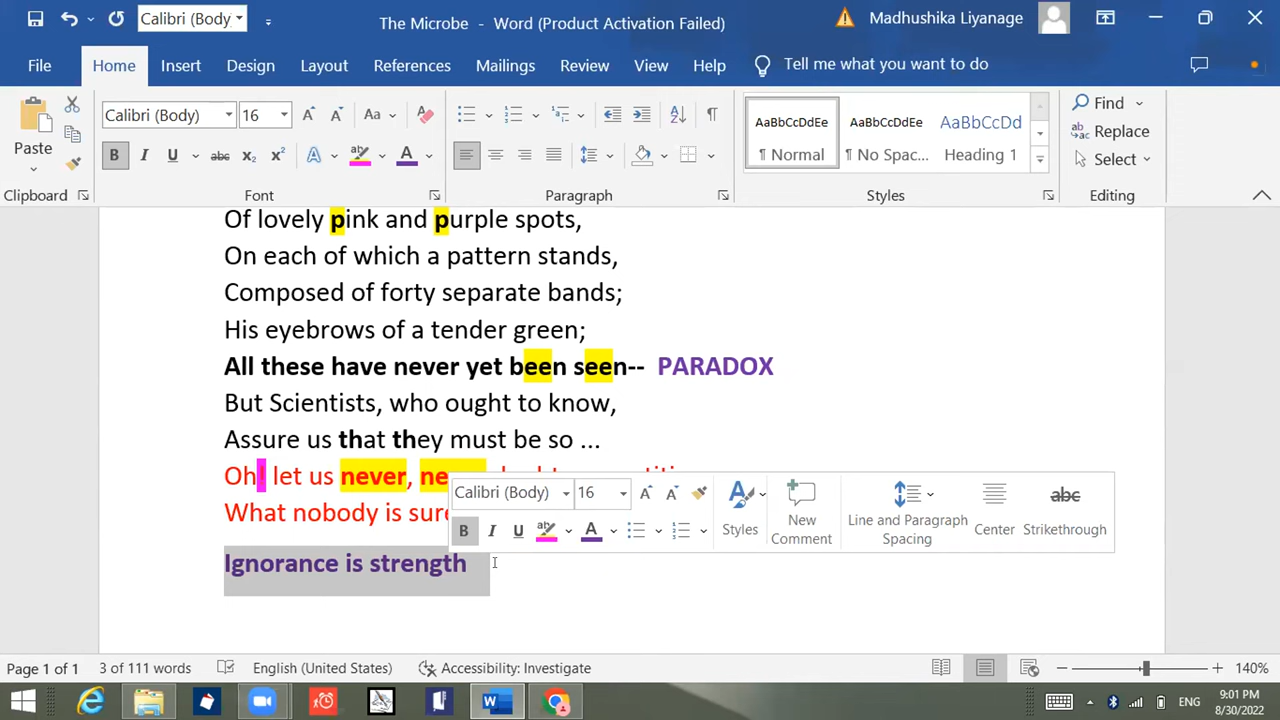 Calibri (Body)
The Microbe - Word (Product Activation Failed)
Madhushika Liyanage
File Home Insert Design Layout References Mailings Review View Help Tell me what you want to do
Calibri (Body) 16 Aa
AaBbCcDdEe AaBbCcDdEe AaBbCcDd
¶ Normal ¶ No Spac... Heading 1
Find
Replace
Select
Paste
Clipboard Font Paragraph Styles Editing
Of lovely pink and purple spots,
On each of which a pattern stands,
Composed of forty separate bands;
His eyebrows of a tender green;
All these have never yet been seen-- PARADOX
But Scientists, who ought to know,
Assure us that they must be so ...
Oh! let us never,
What nobody is sure
Calibri (Body) 16
Styles
New Comment
Line and Paragraph Spacing
Center
Strikethrough
Ignorance is strength
Page 1 of 1 3 of 111 words English (United States) Accessibility: Investigate 140%
ENG
9:01 PM
8/30/2022